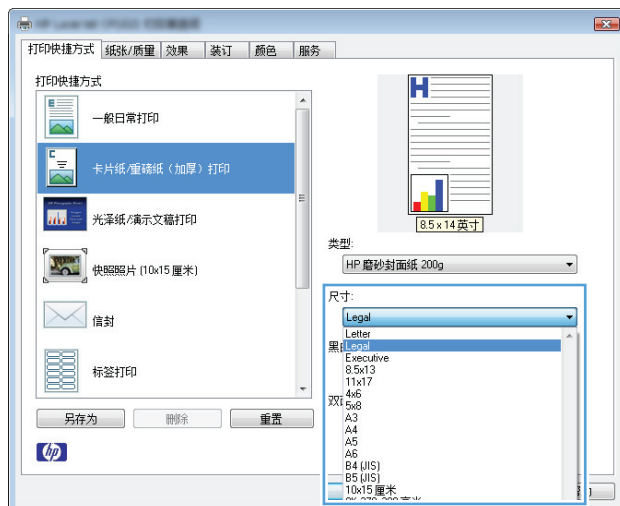 打印快捷方式 纸张/质量 效果 装订 颜色 服务
打印快捷方式
一般日常打印
卡片纸/重磅纸（加厚）打印
光泽纸/演示文稿打印
快照照片 (10x15 厘米)
信封
标签打印
另存为 删除 重置
hp
H
8.5 x 14 英寸
类型:
HP 磨砂封面纸 200g
尺寸:
Legal
Letter
Legal
Executive
8.5x13
11x17
4x6
5x8
A3
A4
A5
A6
B4 (JIS)
B5 (JIS)
10x15 厘米